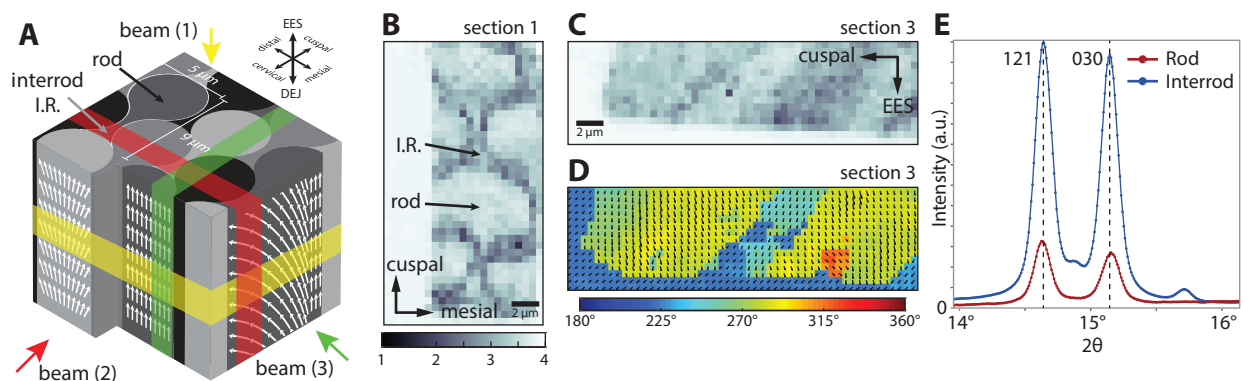 A
beam (1)
EES
cuspal
mesial
DEJ
cervical
distal
rod
interrod
I.R.
5 μm
9 μm
beam (2)
beam (3)
B
section 1
I.R.
rod
cuspal
mesial
2 μm
1 2 3 4
C
section 3
cuspal
EES
2 μm
D
section 3
180° 225° 270° 315° 360°
E
121
030
Rod
Interrod
Intensity (a.u.)
0
14° 15° 16°
2θ